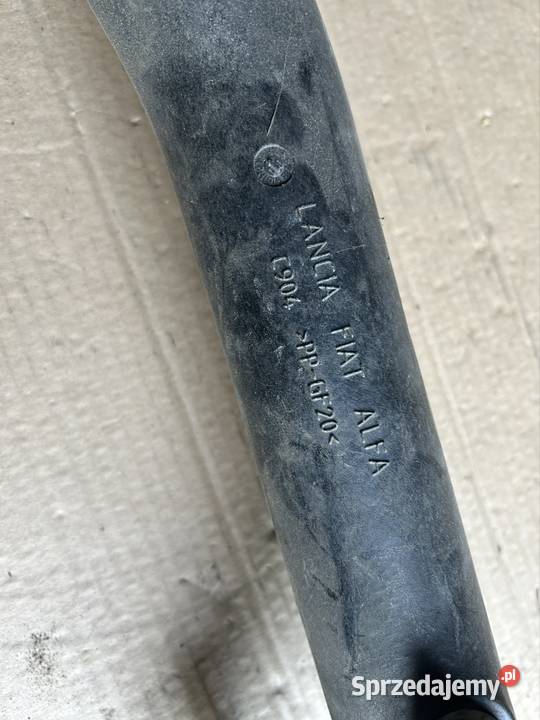 LANCIA FIAT ALFA
C904 >PP-GF20<
Sprzedajemy.pl